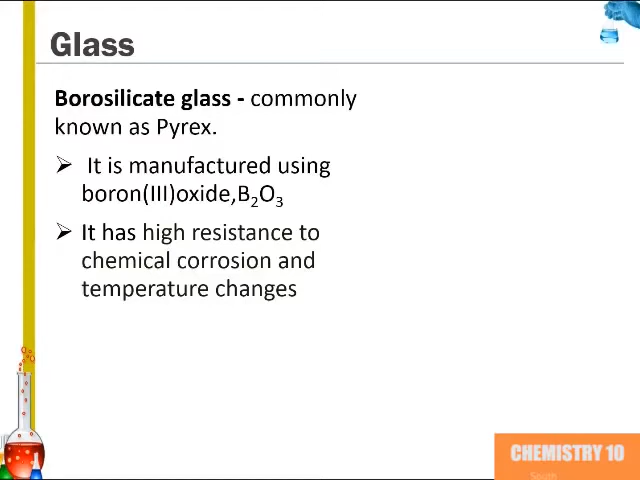 Glass
Borosilicate glass - commonly
known as Pyrex.
➢ It is manufactured using
boron(III)oxide,B₂O₃
➢ It has high resistance to
chemical corrosion and
temperature changes
CHEMISTRY 10
South